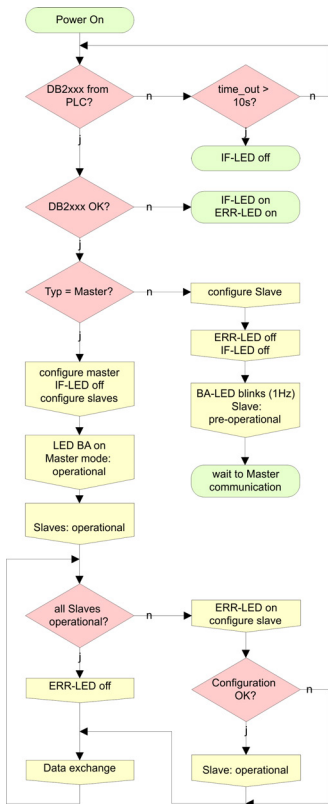 Power On
DB2xxx from
PLC?
n
time_out >
10s?
n
j
j
IF-LED off
DB2xxx OK?
n
IF-LED on
ERR-LED on
j
Typ = Master?
n
configure Slave
j
ERR-LED off
IF-LED off
configure master
IF-LED off
configure slaves
BA-LED blinks (1Hz)
Slave:
pre-operational
LED BA on
Master mode:
operational
wait to Master
communication
Slaves: operational
all Slaves
operational?
n
ERR-LED on
configure slave
j
ERR-LED off
Configuration
OK?
n
j
Data exchange
Slave: operational